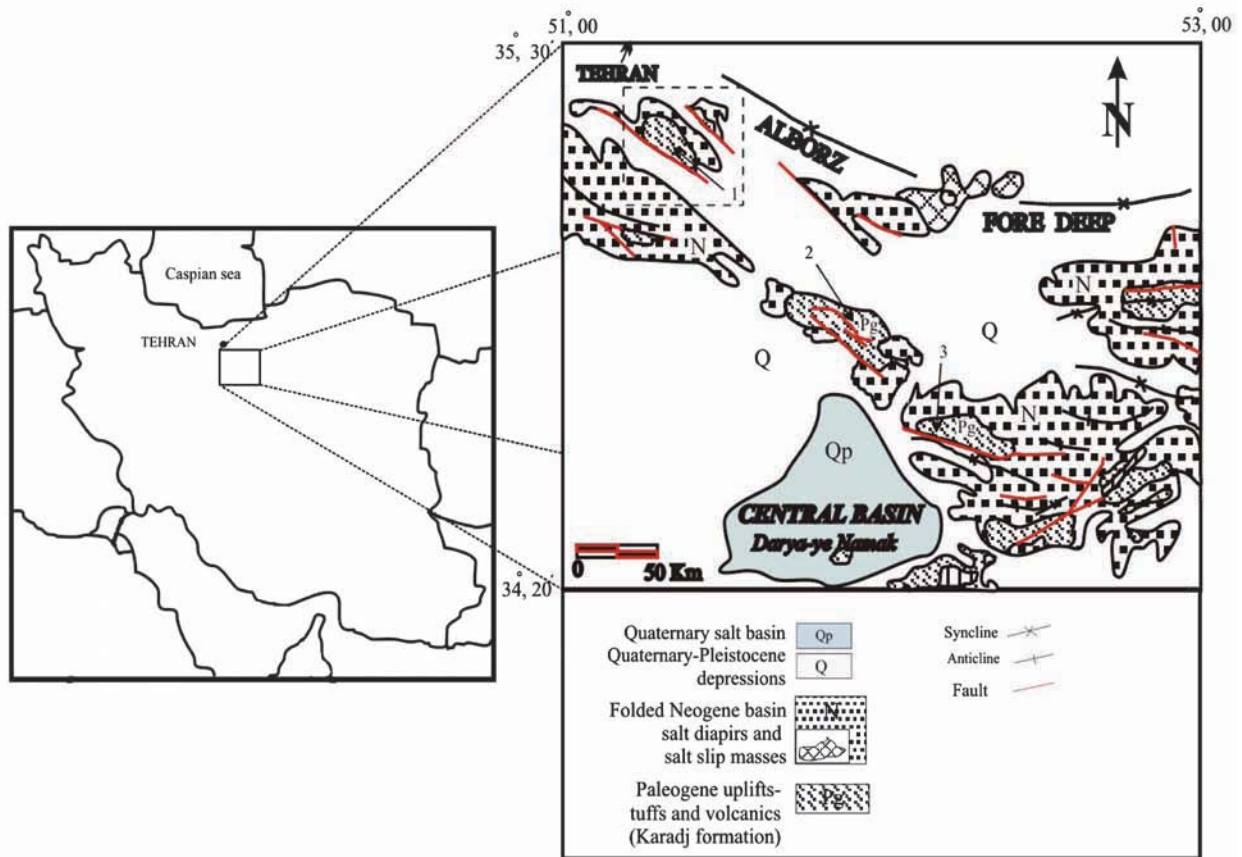 51, 00
53, 00
35, 30
TEHRAN
N
ALBORZ
1
FORE DEEP
N
2
N
Pg
Q
Q
3
N
Pg
Qp
CENTRAL BASIN
Darya-ye Namak
0 50 Km
34, 20
Caspian sea
TEHRAN
Quaternary salt basin Qp
Quaternary-Pleistocene
depressions Q
Folded Neogene basin N
salt diapirs and
salt slip masses
Paleogene uplifts-
tuffs and volcanics Pg
(Karadj formation)
Syncline
Anticline
Fault